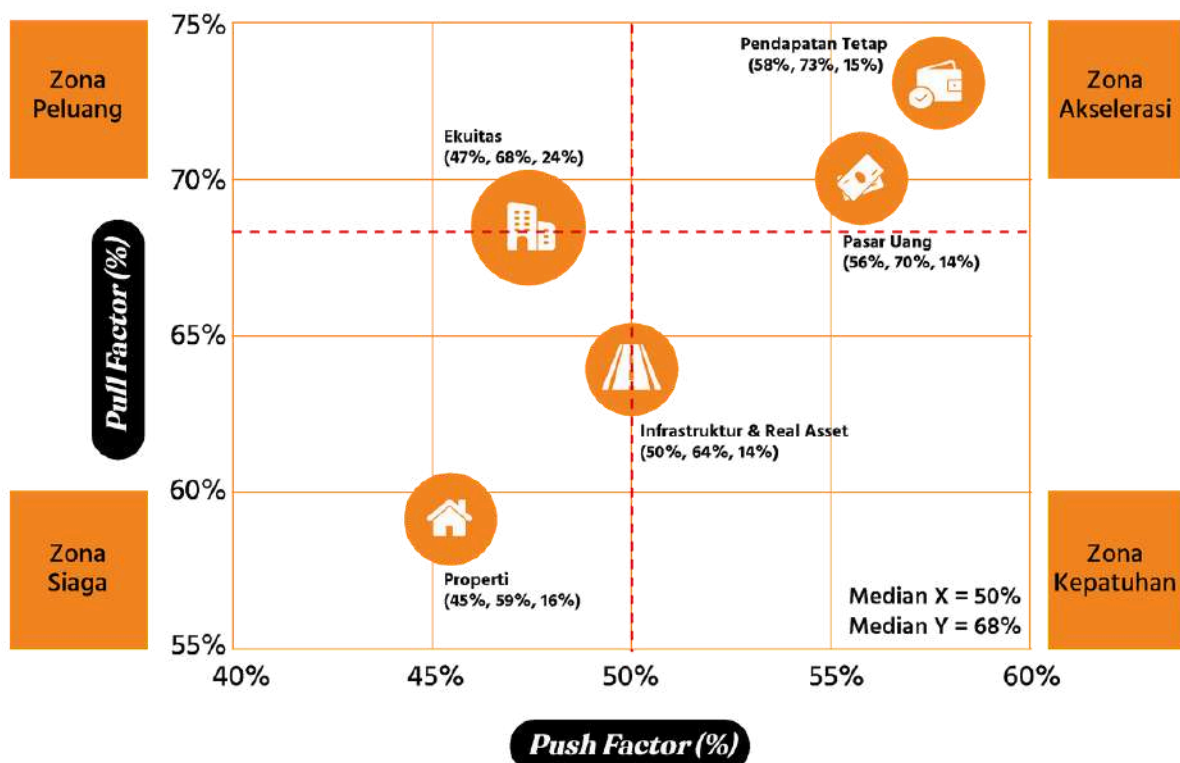 75%
70%
65%
60%
55%
40%
45%
50%
55%
60%
Zona
Peluang
Zona
Akselerasi
Zona
Siaga
Zona
Kepatuhan
Pull Factor (%)
Push Factor (%)
Pendapatan Tetap
(58%, 73%, 15%)
Ekuitas
(47%, 68%, 24%)
Pasar Uang
(56%, 70%, 14%)
Infrastruktur & Real Asset
(50%, 64%, 14%)
Properti
(45%, 59%, 16%)
Median X = 50%
Median Y = 68%